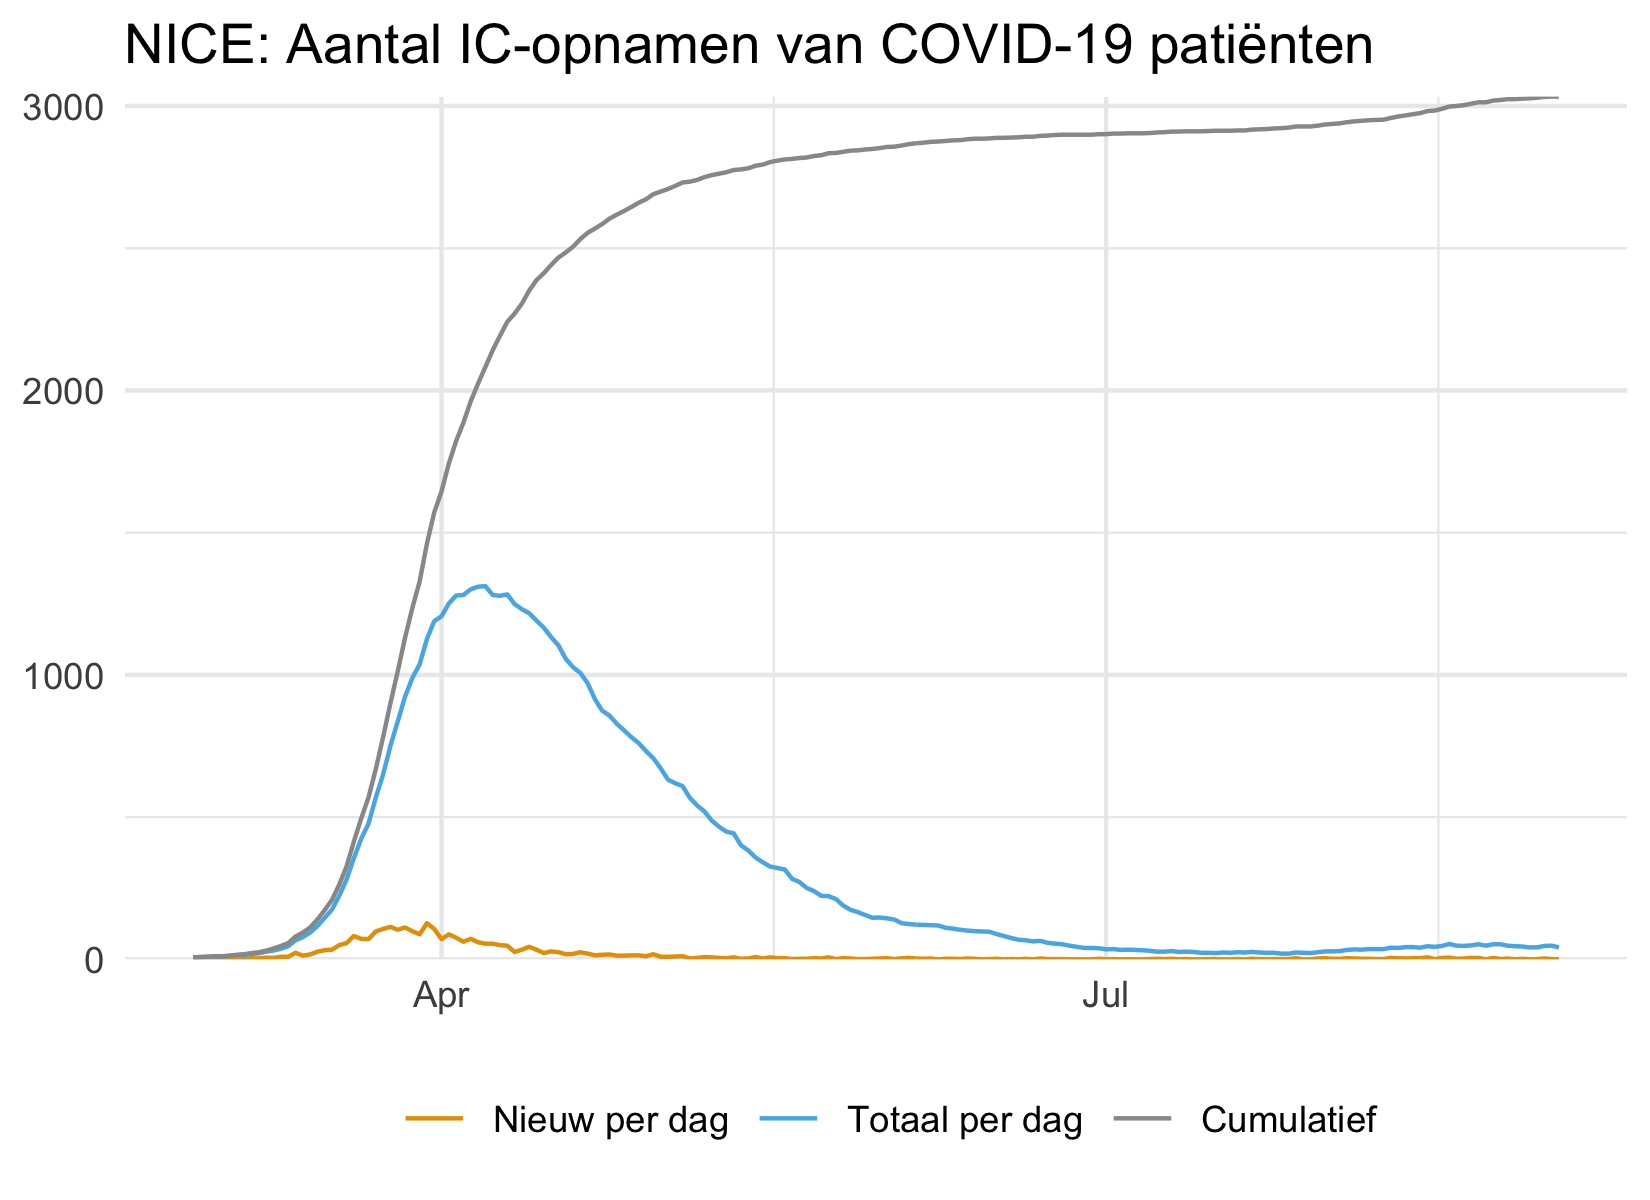 NICE: Aantal IC-opnamen van COVID-19 patiënten
3000
2000
1000
0
Apr Jul
Nieuw per dag Totaal per dag Cumulatief